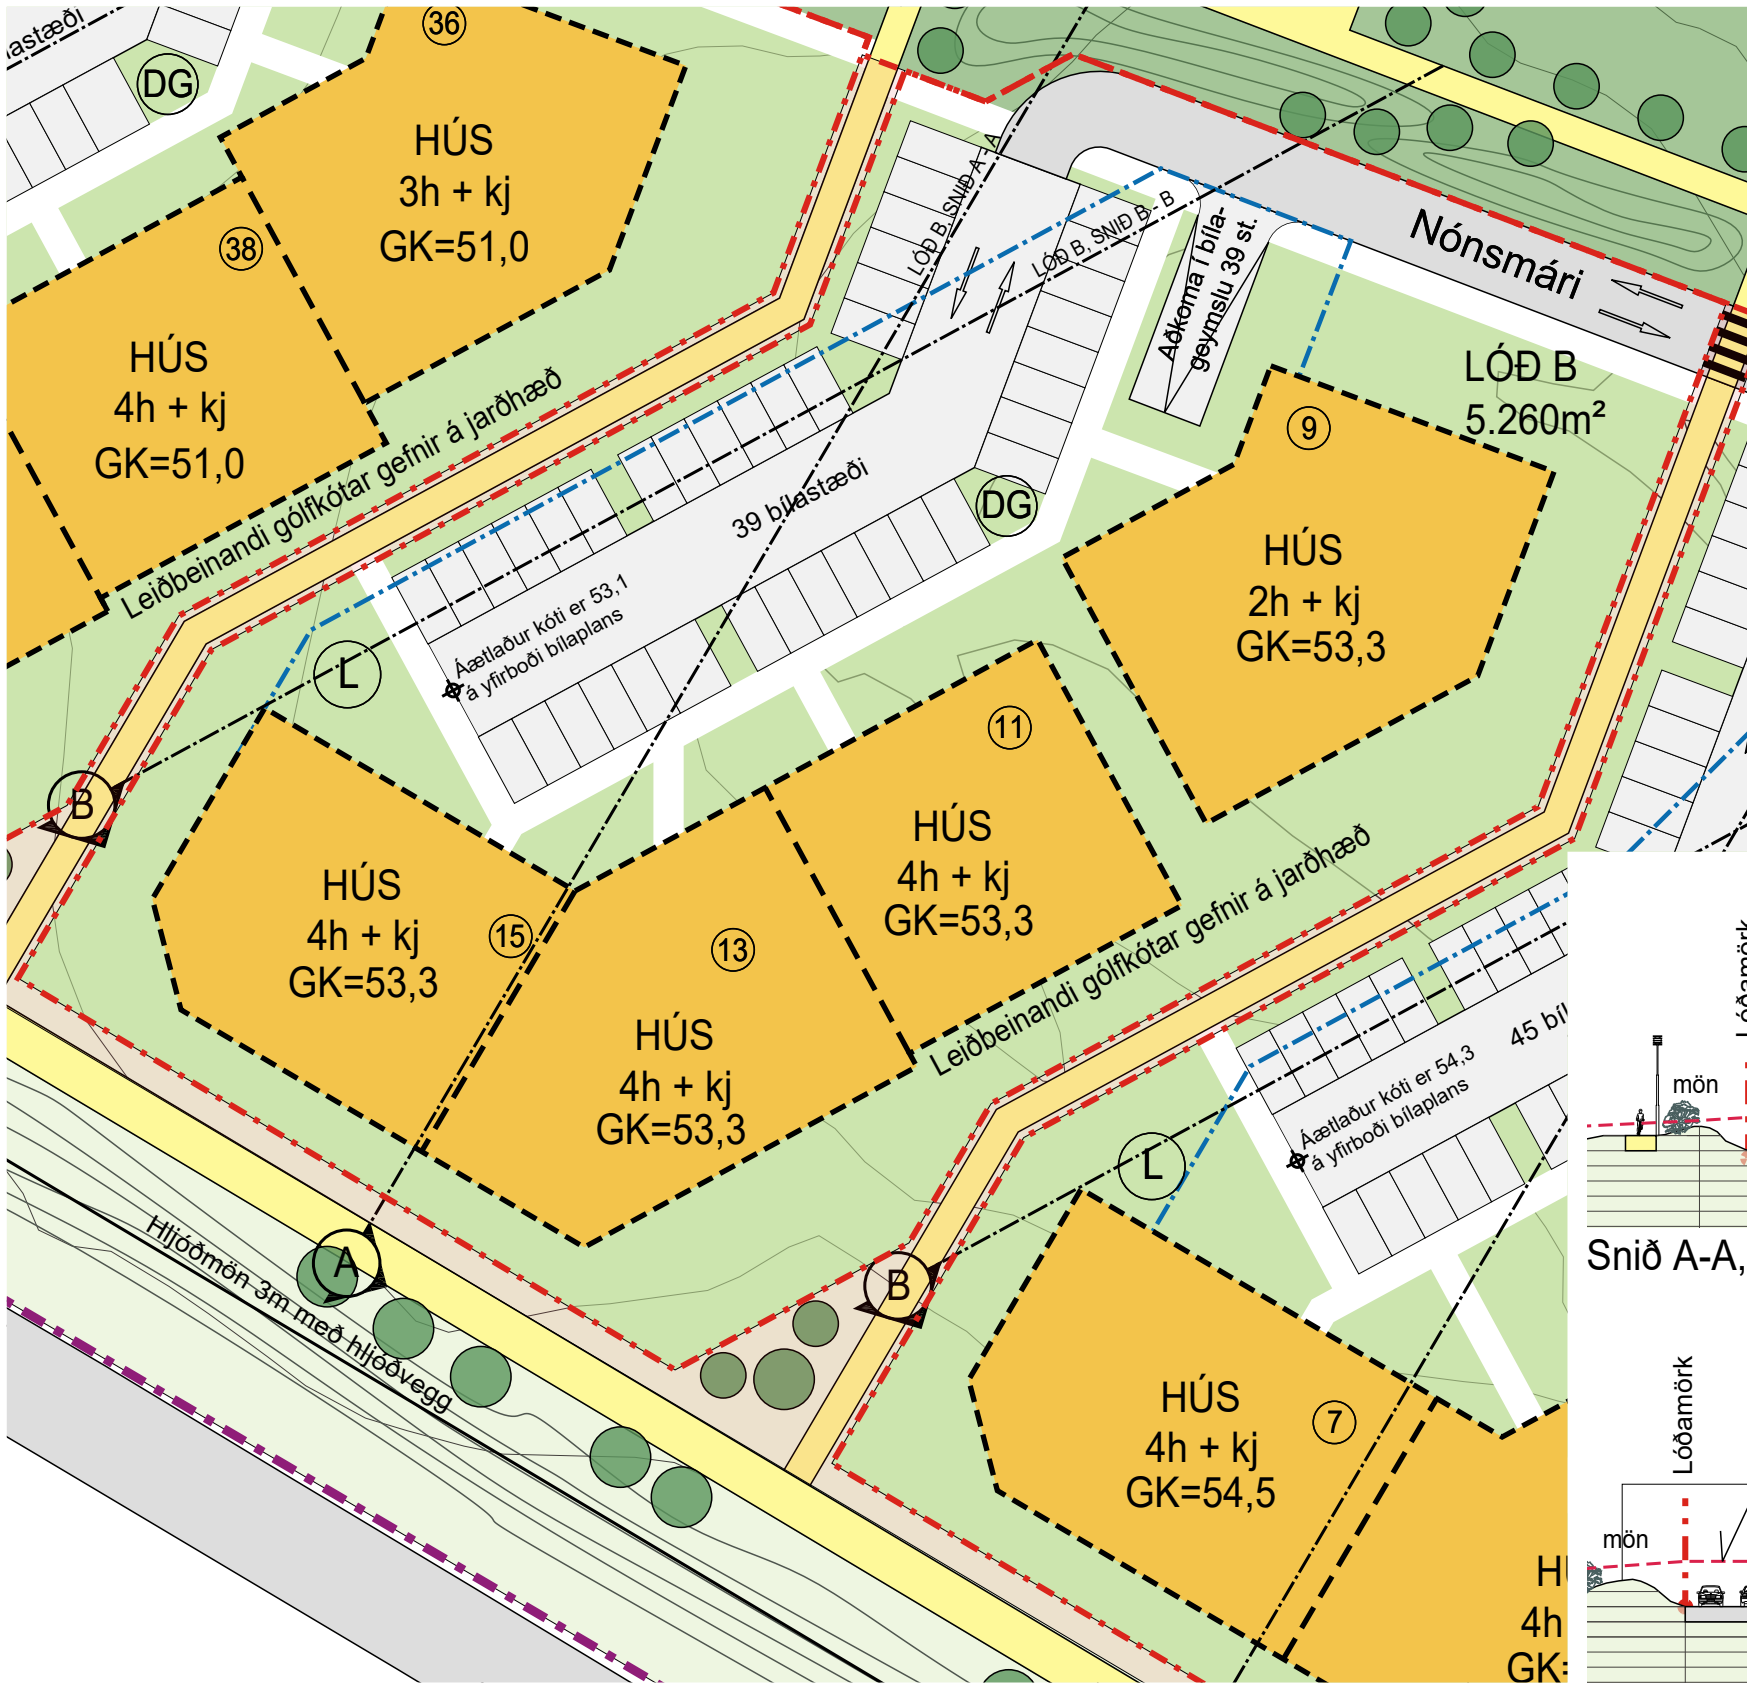 36
DG
HÚS
3h + kj
GK=51,0
38
HÚS
4h + kj
GK=51,0
Leiðbeinandi gólfkótar gefnir á jarðhæð
LÓÐ B, SNIÐ A - A
LÓÐ B, SNIÐ B - B
Aðkoma í bíla-
geymslu 39 st.
Nónsmári
LÓÐ B
5.260m²
9
HÚS
2h + kj
GK=53,3
39 bílastæði
DG
Áætlaður kóti er 53,1
á yfirboði bílaplans
L
B
11
HÚS
4h + kj
GK=53,3
HÚS
4h + kj
GK=53,3
15
13
HÚS
4h + kj
GK=53,3
Leiðbeinandi gólfkótar gefnir á jarðhæð
45 bíl
Áætlaður kóti er 54,3
á yfirboði bílaplans
L
B
A
Hljóðmön 3m með hljóðvegg
HÚS
4h + kj
GK=54,5
7
4h
GK=
Lóðamörk
mön
Snið A-A,
Lóðamörk
mön